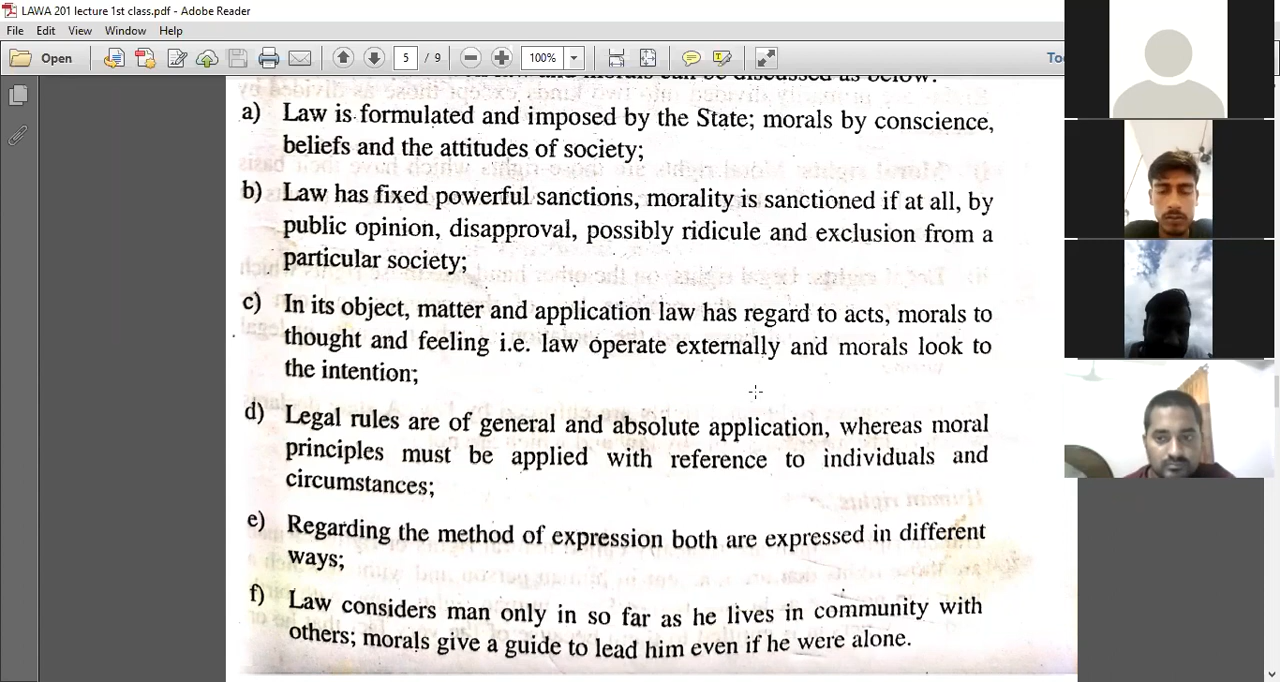 LAWA 201 lecture 1st class.pdf - Adobe Reader
File Edit View Window Help
Open 5 / 9 100%
can be discussed as below:
a) Law is formulated and imposed by the State; morals by conscience,
beliefs and the attitudes of society;
b) Law has fixed powerful sanctions, morality is sanctioned if at all, by
public opinion, disapproval, possibly ridicule and exclusion from a
particular society;
c) In its object, matter and application law has regard to acts, morals to
thought and feeling i.e. law operate externally and morals look to
the intention;
d) Legal rules are of general and absolute application, whereas moral
principles must be applied with reference to individuals and
circumstances;
e) Regarding the method of expression both are expressed in different
ways;
f) Law considers man only in so far as he lives in community with
others; morals give a guide to lead him even if he were alone.